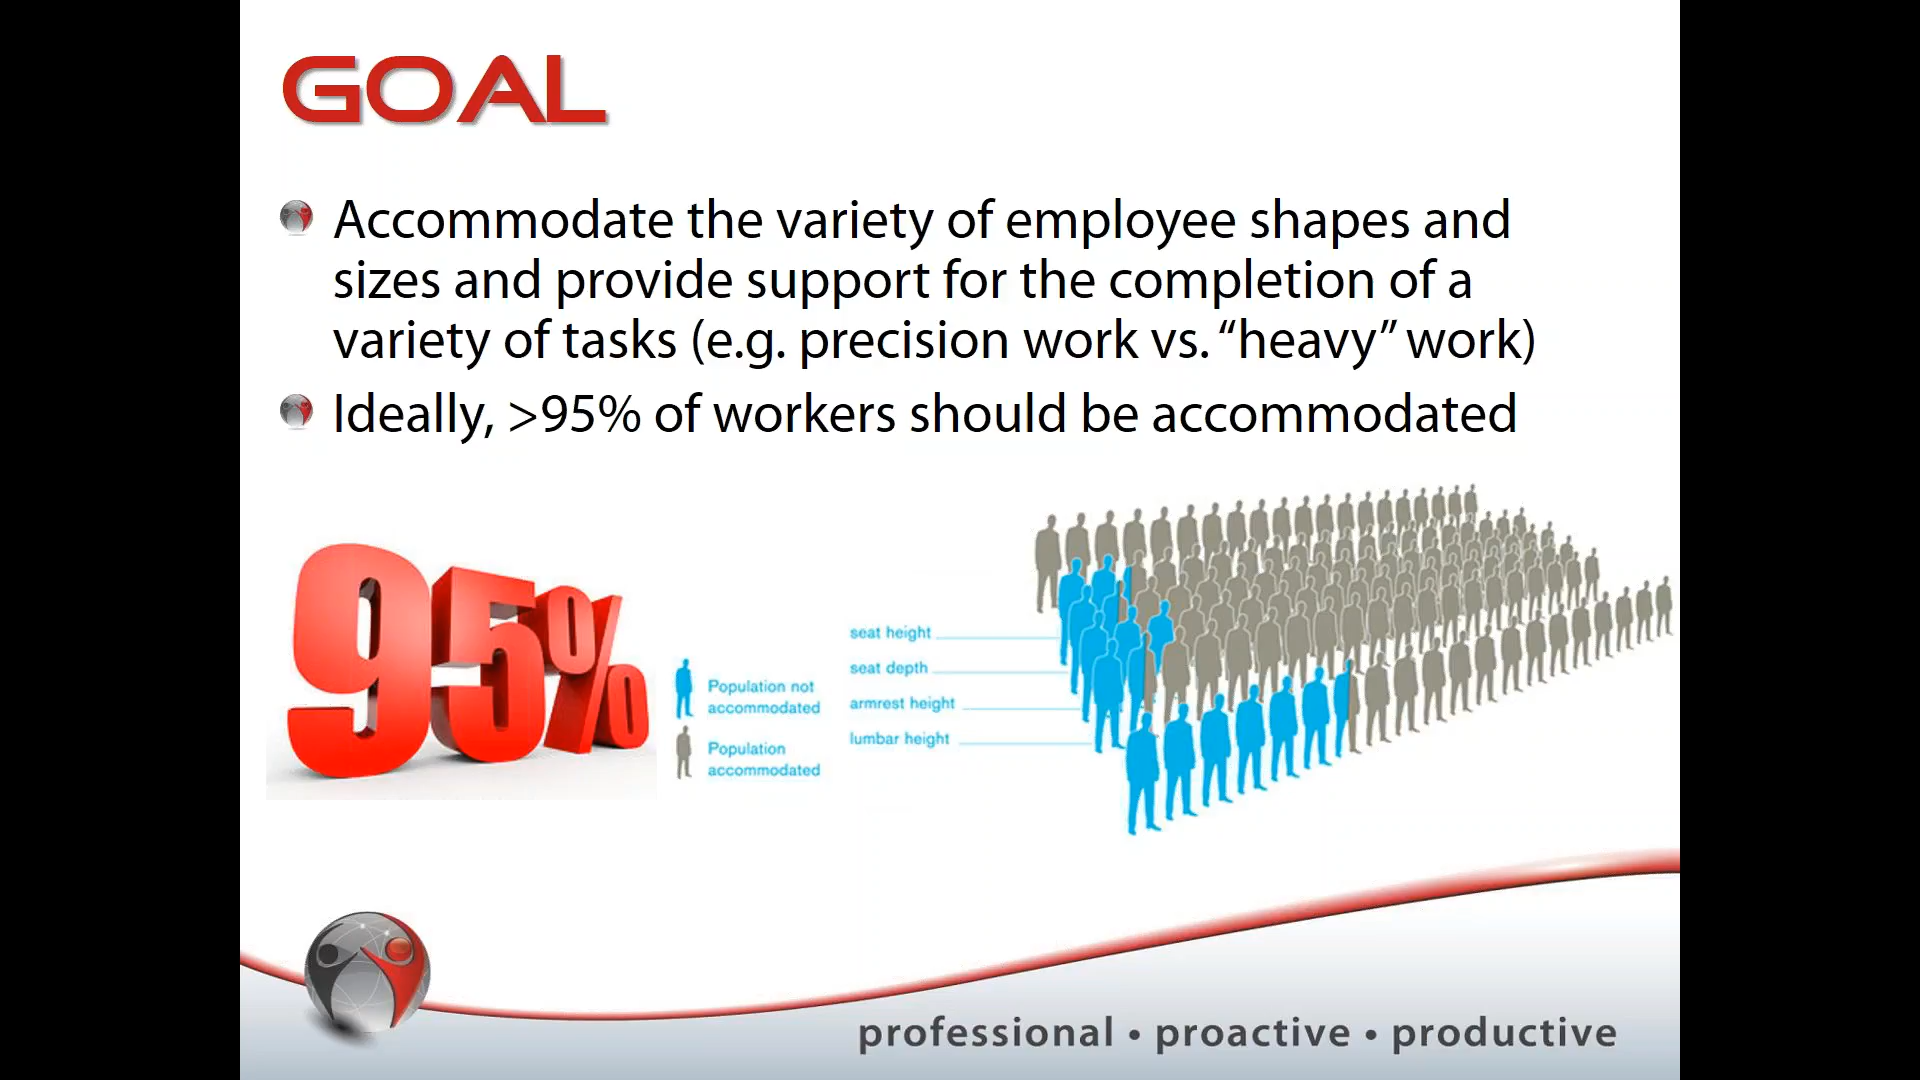 GOAL
Accommodate the variety of employee shapes and
sizes and provide support for the completion of a
variety of tasks (e.g. precision work vs. “heavy” work)
Ideally, >95% of workers should be accommodated
95%
Population not
accommodated
Population
accommodated
seat height
seat depth
armrest height
lumbar height
professional • proactive • productive